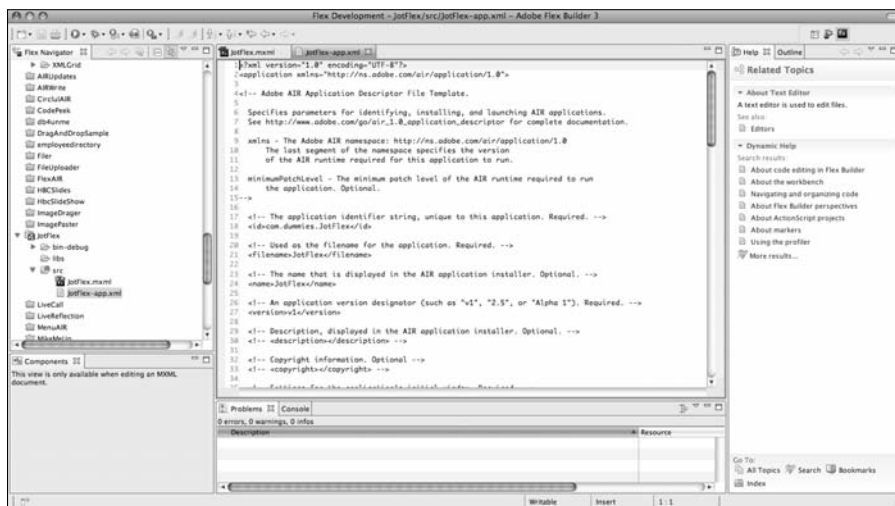 Flex Development – JotFlex/src/JotFlex-app.xml – Adobe Flex Builder 3
Flex Navigator
XMLGrid
AIRUpdates
AIRWrite
CirculAIR
CodePeek
db4unme
DragAndDropSample
employeedirectory
Filer
FileUploader
FlexAIR
HBCSlides
HbcSlideShow
ImageDrager
ImagePaster
JotFlex
bin-debug
libs
src
JotFlex.mxml
JotFlex-app.xml
LiveCall
LiveReflection
MenuAIR
MikeMeUp
Components
This view is only available when editing an MXML
document.
JotFlex.mxml
JotFlex-app.xml
1 <?xml version="1.0" encoding="UTF-8"?>
2 <application xmlns="http://ns.adobe.com/air/application/1.0">
3
4 <!-- Adobe AIR Application Descriptor File Template.
5
6 Specifies parameters for identifying, installing, and launching AIR applications.
7 See http://www.adobe.com/go/air_1.0_application_descriptor for complete documentation.
8
9 xmlns - The Adobe AIR namespace: http://ns.adobe.com/air/application/1.0
10 The last segment of the namespace specifies the version
11 of the AIR runtime required for this application to run.
12
13 minimumPatchLevel - The minimum patch level of the AIR runtime required to run
14 the application. Optional.
15 -->
16
17 <!-- The application identifier string, unique to this application. Required. -->
18 <id>com.dummies.JotFlex</id>
19
20 <!-- Used as the filename for the application. Required. -->
21 <filename>JotFlex</filename>
22
23 <!-- The name that is displayed in the AIR application installer. Optional. -->
24 <name>JotFlex</name>
25
26 <!-- An application version designator (such as "v1", "2.5", or "Alpha 1"). Required. -->
27 <version>v1</version>
28
29 <!-- Description, displayed in the AIR application installer. Optional. -->
30 <!-- <description></description> -->
31
32 <!-- Copyright information. Optional -->
33 <!-- <copyright></copyright> -->
34
Problems
Console
0 errors, 0 warnings, 0 infos
Description
Resource
Help
Outline
Related Topics
About Text Editor
A text editor is used to edit files.
See also:
Editors
Dynamic Help
Search results:
About code editing in Flex Builder
About the workbench
Navigating and organizing code
About Flex Builder perspectives
About ActionScript projects
About markers
Using the profiler
More results...
Go To:
All Topics
Search
Bookmarks
Index
Writable
Insert
1 : 1